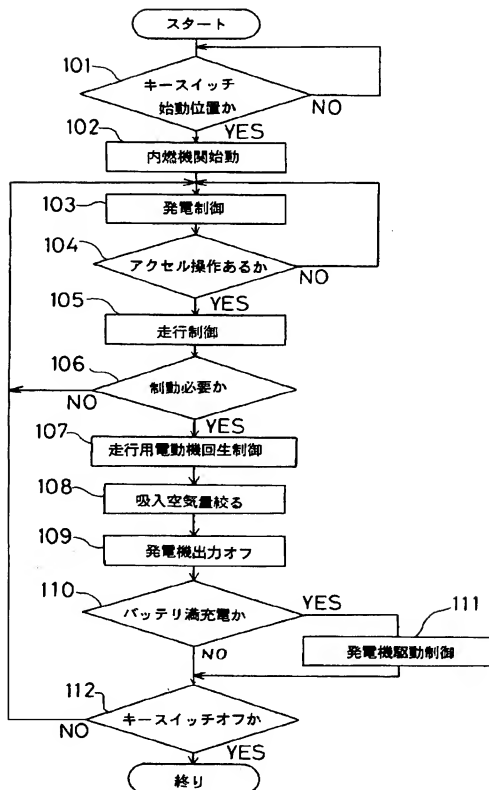 スタート
101
キースイッチ
始動位置か
NO
YES
102
内燃機関始動
103
発電制御
104
アクセル操作あるか
NO
YES
105
走行制御
106
制動必要か
NO
YES
107
走行用電動機回生制御
108
吸入空気量絞る
109
発電機出力オフ
110
バッテリ満充電か
YES
111
発電機駆動制御
NO
112
キースイッチオフか
NO
YES
終り